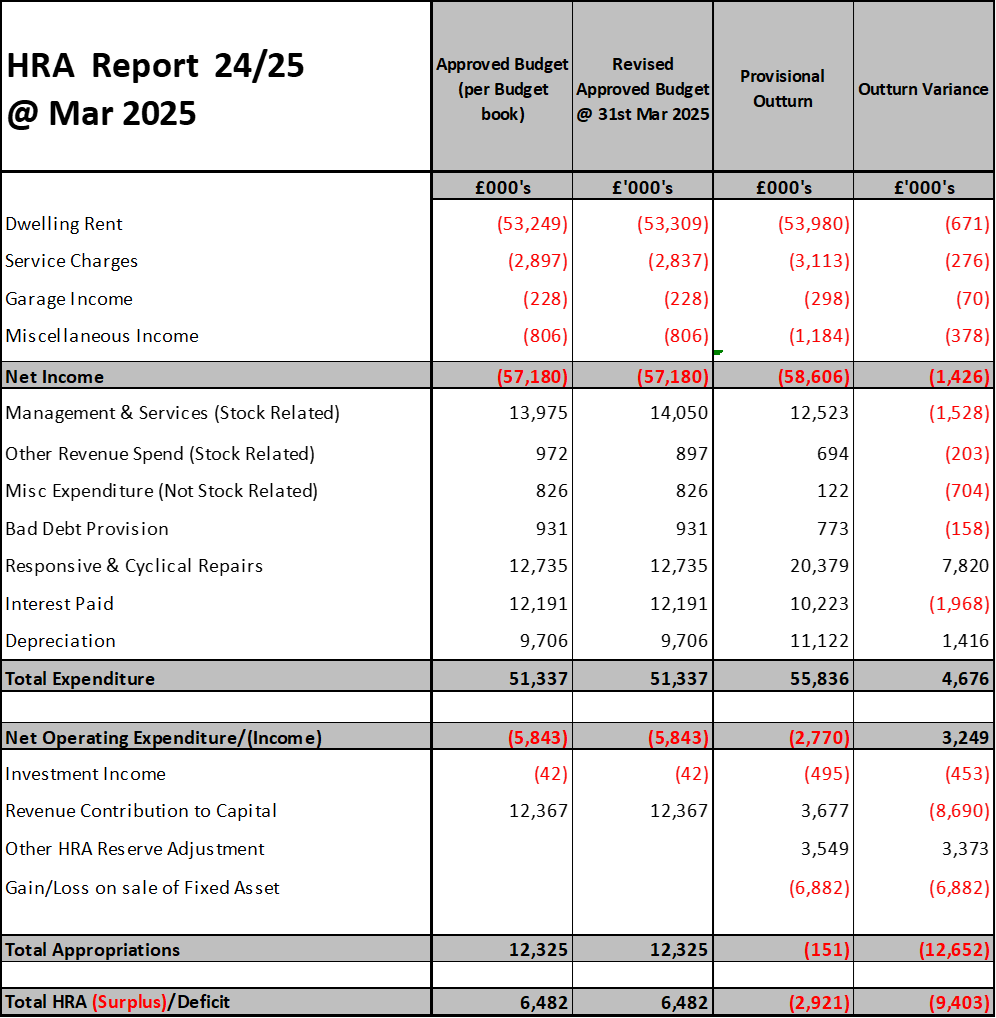 HRA Report 24/25
@ Mar 2025
Approved Budget (per Budget book) Revised Approved Budget @ 31st Mar 2025 Provisional Outturn Outturn Variance
£000's £'000's £000's £'000's
Dwelling Rent (53,249) (53,309) (53,980) (671)
Service Charges (2,897) (2,837) (3,113) (276)
Garage Income (228) (228) (298) (70)
Miscellaneous Income (806) (806) (1,184) (378)
Net Income (57,180) (57,180) (58,606) (1,426)
Management & Services (Stock Related) 13,975 14,050 12,523 (1,528)
Other Revenue Spend (Stock Related) 972 897 694 (203)
Misc Expenditure (Not Stock Related) 826 826 122 (704)
Bad Debt Provision 931 931 773 (158)
Responsive & Cyclical Repairs 12,735 12,735 20,379 7,820
Interest Paid 12,191 12,191 10,223 (1,968)
Depreciation 9,706 9,706 11,122 1,416
Total Expenditure 51,337 51,337 55,836 4,676
Net Operating Expenditure/(Income) (5,843) (5,843) (2,770) 3,249
Investment Income (42) (42) (495) (453)
Revenue Contribution to Capital 12,367 12,367 3,677 (8,690)
Other HRA Reserve Adjustment 3,549 3,373
Gain/Loss on sale of Fixed Asset (6,882) (6,882)
Total Appropriations 12,325 12,325 (151) (12,652)
Total HRA (Surplus)/Deficit 6,482 6,482 (2,921) (9,403)